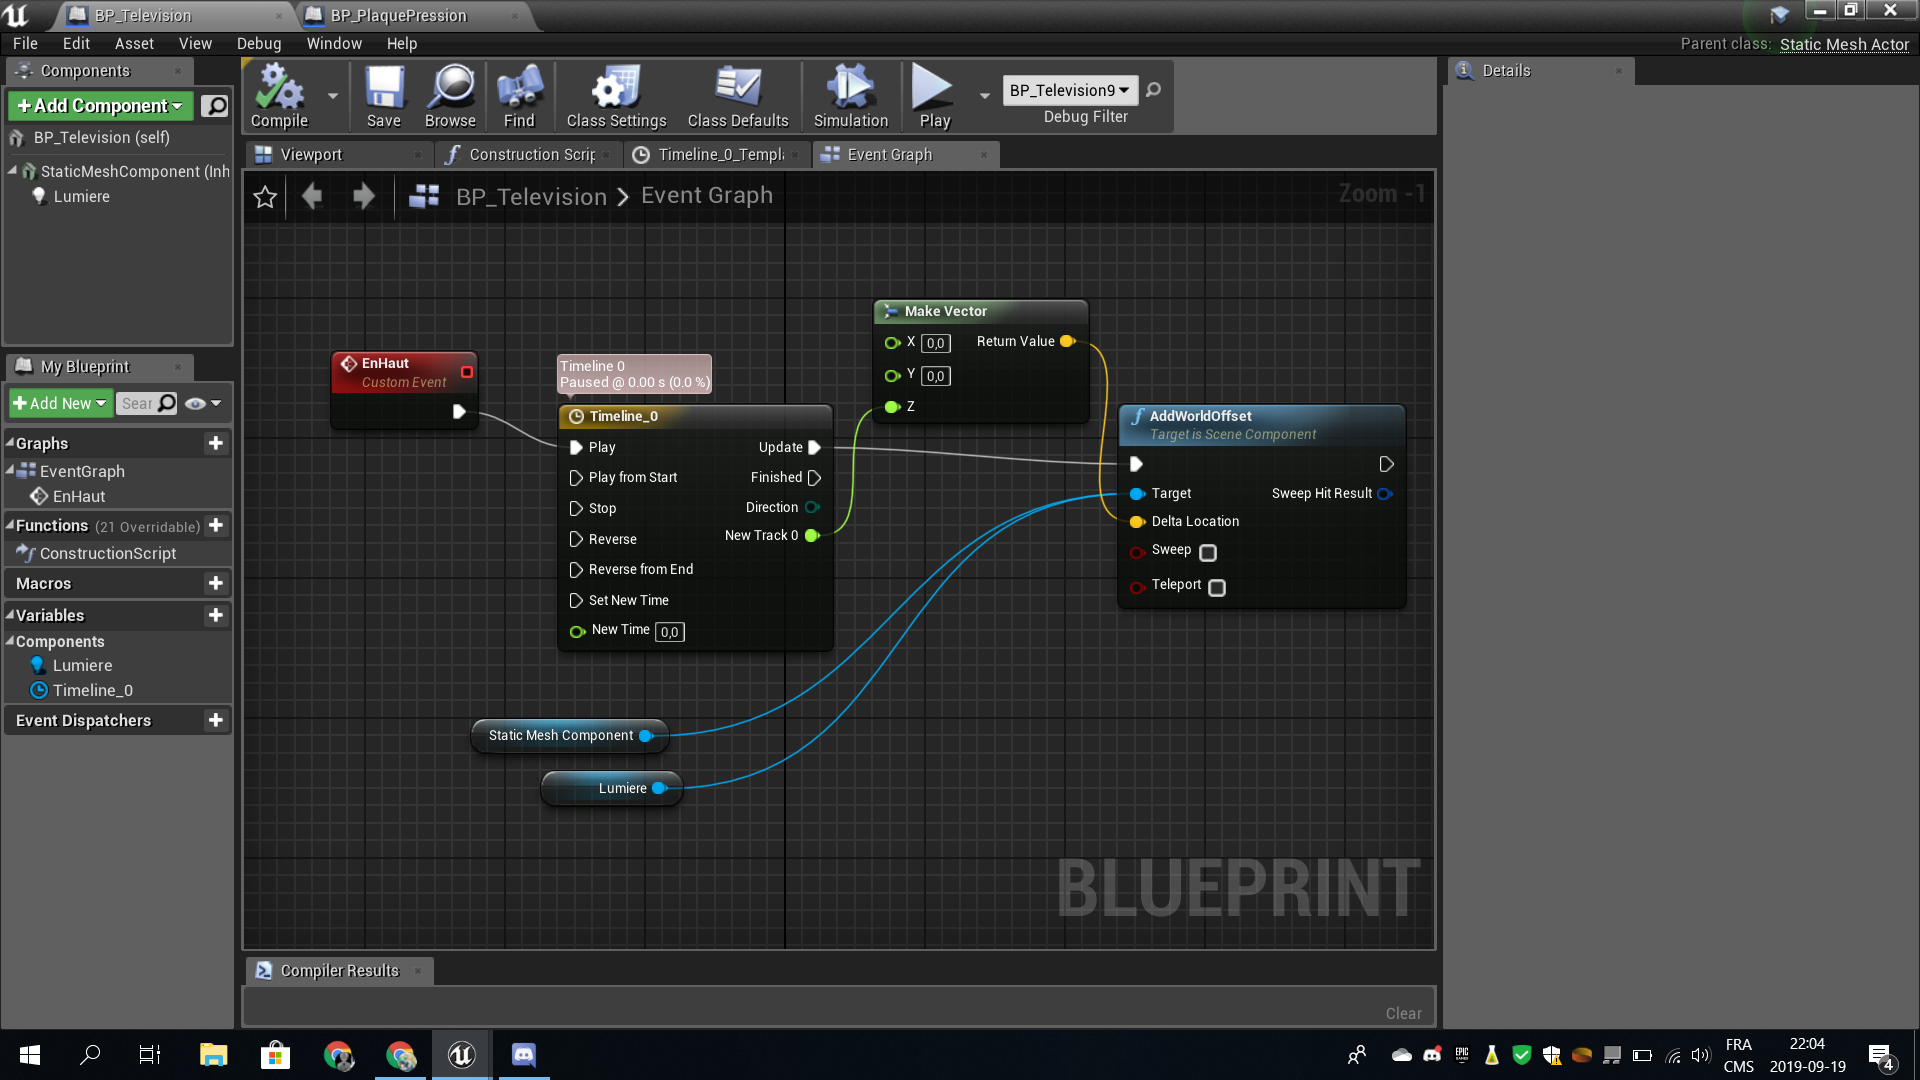 BP_Television
BP_PlaquePression
File Edit Asset View Debug Window Help
Parent class: Static Mesh Actor
Components
Add Component
BP_Television (self)
StaticMeshComponent (Inh
Lumiere
My Blueprint
Add New
Sear
Graphs
EventGraph
EnHaut
Functions (21 Overridable)
ConstructionScript
Macros
Variables
Components
Lumiere
Timeline_0
Event Dispatchers
Compile
Save
Browse
Find
Class Settings
Class Defaults
Simulation
Play
BP_Television9
Debug Filter
Viewport
Construction Scrip
Timeline_0_Templ
Event Graph
BP_Television > Event Graph
Zoom -1
EnHaut
Custom Event
Timeline 0
Paused @ 0.00 s (0.0 %)
Timeline_0
Play
Update
Play from Start
Finished
Stop
Direction
Reverse
New Track 0
Reverse from End
Set New Time
New Time 0,0
Make Vector
X 0,0
Return Value
Y 0,0
Z
AddWorldOffset
Target is Scene Component
Target
Sweep Hit Result
Delta Location
Sweep
Teleport
Static Mesh Component
Lumiere
BLUEPRINT
Compiler Results
Clear
Details
EPIC
FRA
CMS
22:04
2019-09-19
4